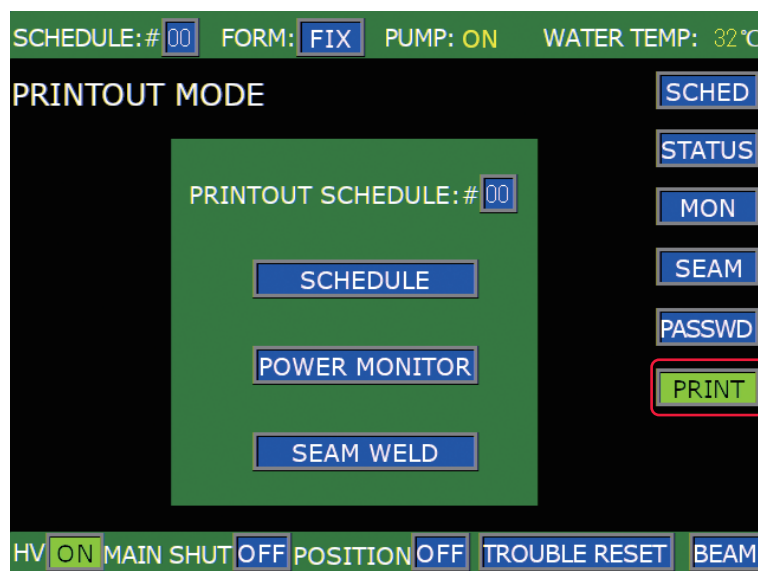 SCHEDULE:# 00 FORM: FIX PUMP: ON WATER TEMP: 32℃
PRINTOUT MODE
SCHED
STATUS
PRINTOUT SCHEDULE:# 00
MON
SCHEDULE
SEAM
PASSWD
POWER MONITOR
PRINT
SEAM WELD
HV ON MAIN SHUT OFF POSITION OFF TROUBLE RESET BEAM